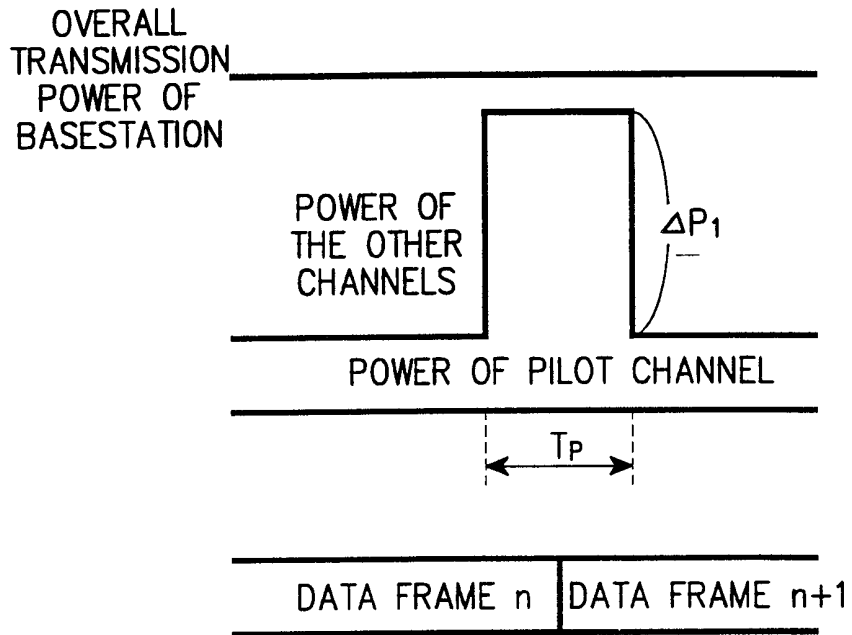 OVERALL
TRANSMISSION
POWER OF
BASESTATION
POWER OF
THE OTHER
CHANNELS
△P1
POWER OF PILOT CHANNEL
TP
DATA FRAME n
DATA FRAME n+1